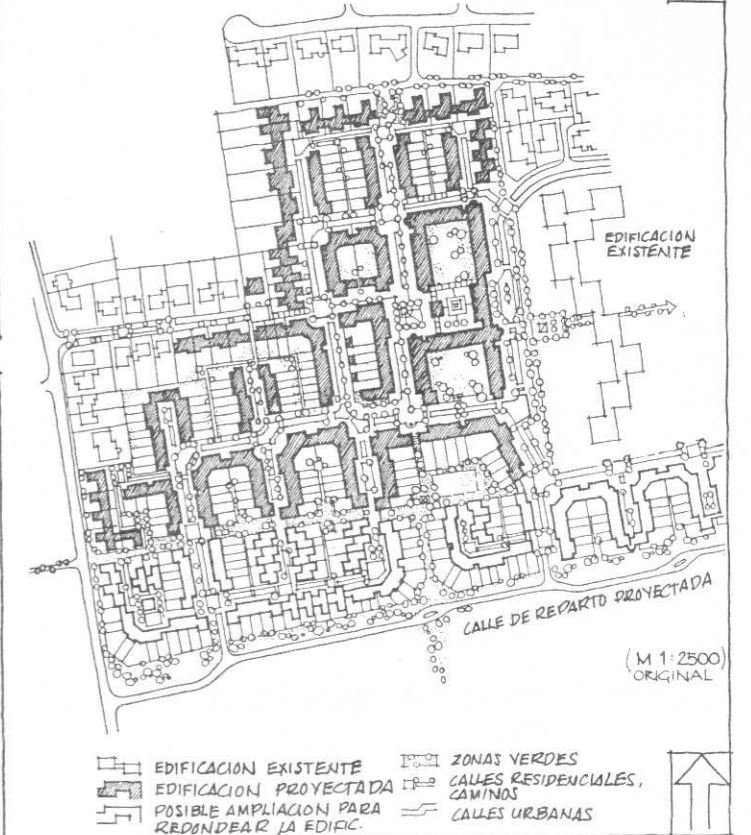 EDIFICACION
EXISTENTE
CALLE DE REPARTO PROYECTADA
(M 1:2500)
ORIGINAL
EDIFICACION EXISTENTE
EDIFICACION PROYECTADA
POSIBLE AMPLIACION PARA
REDONDEAR LA EDIFIC.
ZONAS VERDES
CALLES RESIDENCIALES,
CAMINOS
CALLES URBANAS